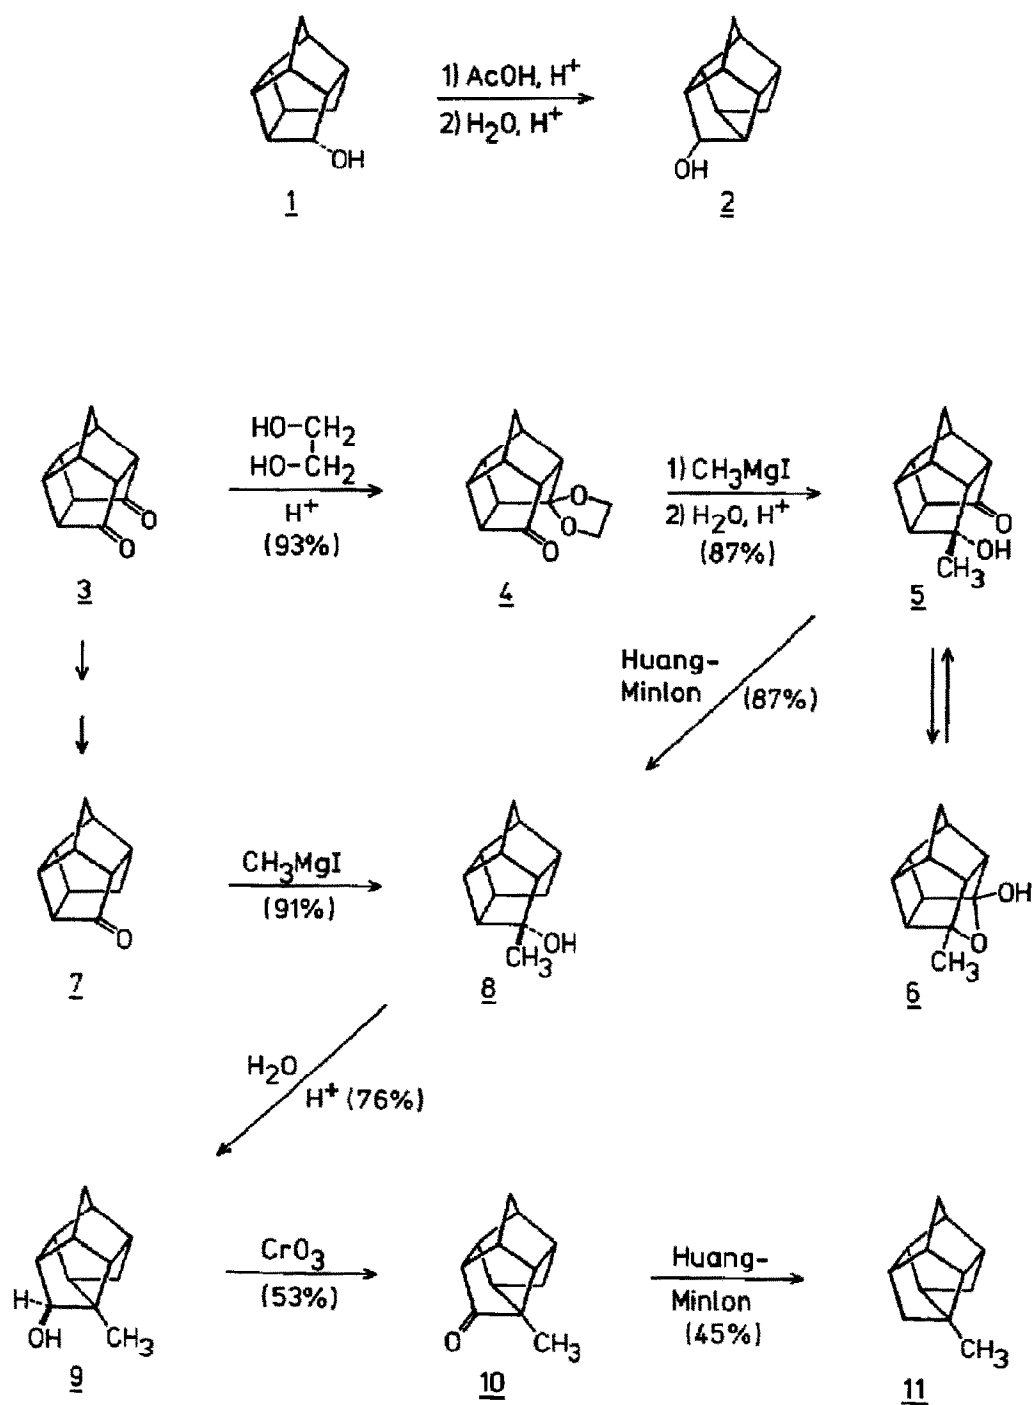 1) AcOH, H+
2) H2O, H+
OH
OH
1
2
HO-CH2
HO-CH2
H+
(93%)
O
O
3
O
O
O
4
1) CH3MgI
2) H2O, H+
(87%)
O
OH
CH3
5
Huang-
Minlon
(87%)
CH3MgI
(91%)
O
7
OH
CH3
8
OH
O
CH3
6
H2O
H+ (76%)
H
OH
CH3
9
CrO3
(53%)
O
CH3
10
Huang-
Minlon
(45%)
CH3
11